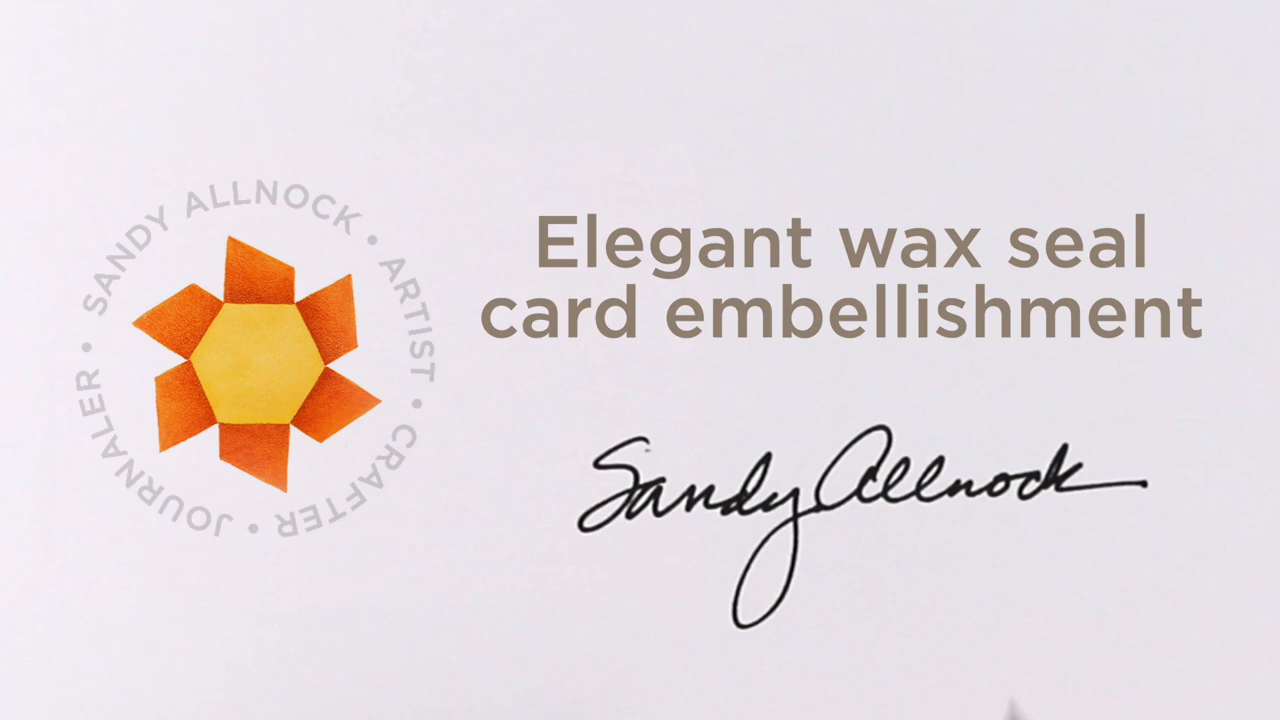 SANDY ALLNOCK • ARTIST • CRAFTER • JOURNALER •
Elegant wax seal
card embellishment
Sandy Allnock